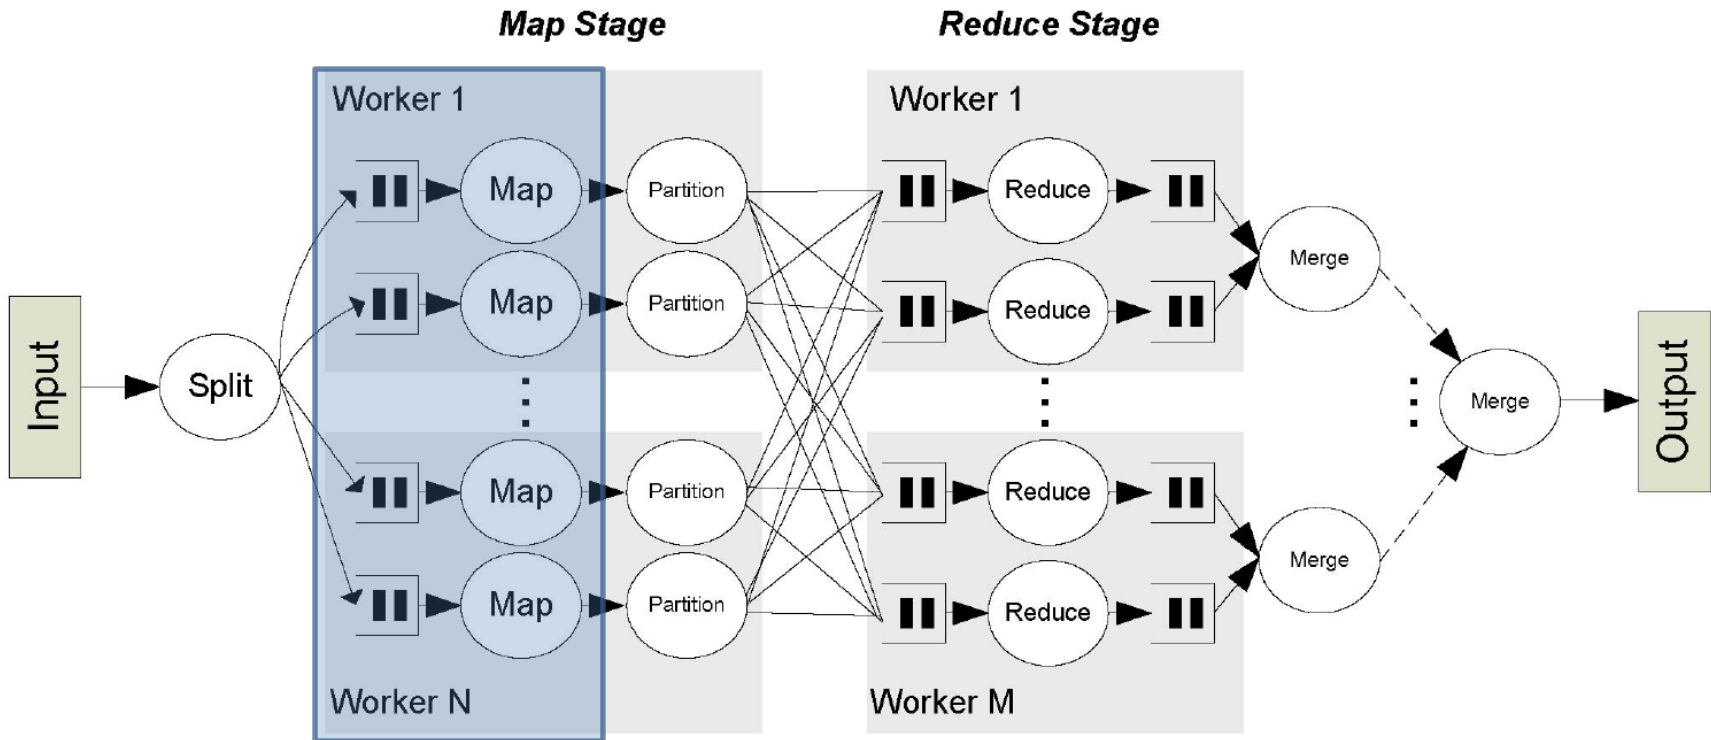 Map Stage
Reduce Stage
Worker 1
Worker 1
Map
Partition
Reduce
Map
Partition
Reduce
Merge
Input
Split
Merge
Output
Map
Partition
Reduce
Merge
Map
Partition
Reduce
Worker N
Worker M